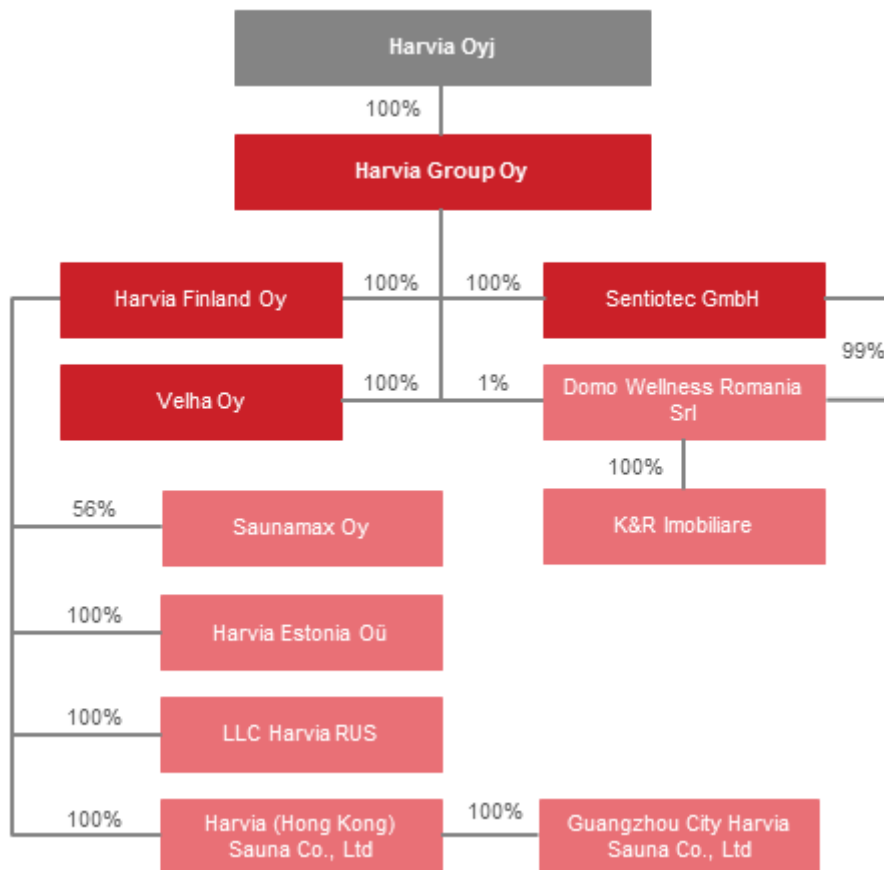 Harvia Oyj
100%
Harvia Group Oy
Harvia Finland Oy
100%
100%
Sentiotec GmbH
99%
Velha Oy
100%
1%
Domo Wellness Romania
Srl
100%
56%
Saunamax Oy
K&R Imobiliare
100%
Harvia Estonia Oü
100%
LLC Harvia RUS
100%
Harvia (Hong Kong)
Sauna Co., Ltd
100%
Guangzhou City Harvia
Sauna Co., Ltd